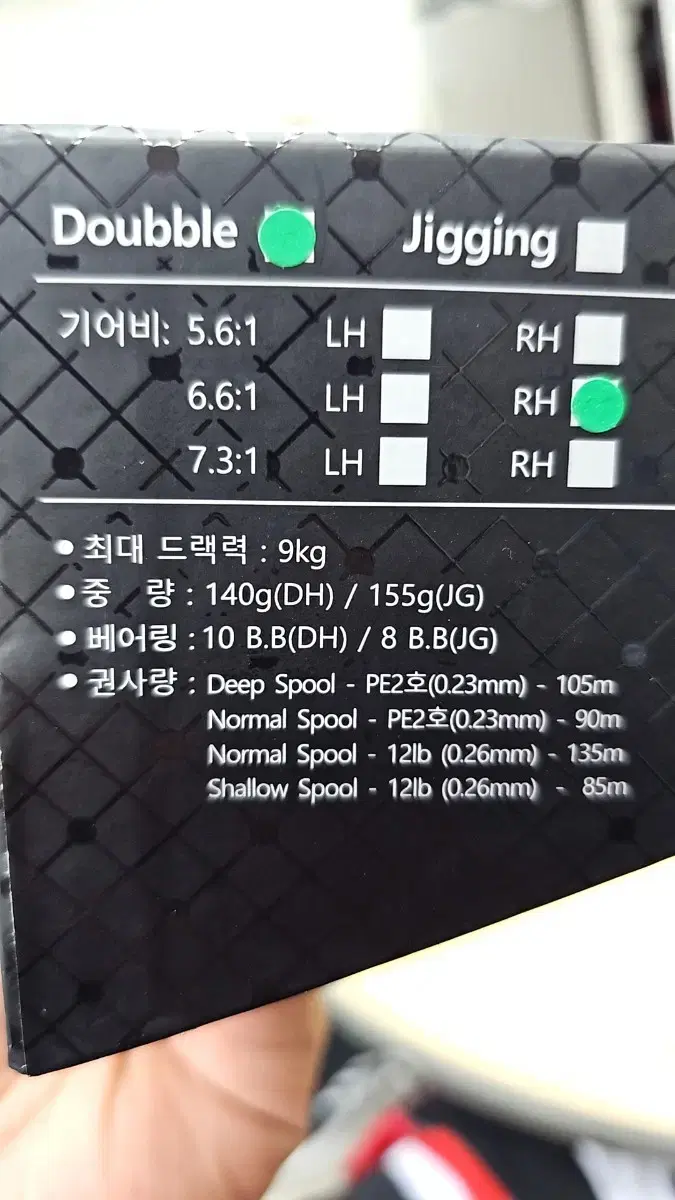 Doubble Jigging
기어비: 5.6:1 LH RH
6.6:1 LH RH
7.3:1 LH RH
• 최대 드랙력 : 9kg
• 중 량 : 140g(DH) / 155g(JG)
• 베어링 : 10 B.B(DH) / 8 B.B(JG)
• 권사량 : Deep Spool - PE2호(0.23mm) - 105m
Normal Spool - PE2호(0.23mm) - 90m
Normal Spool - 12lb (0.26mm) - 135m
Shallow Spool - 12lb (0.26mm) - 85m